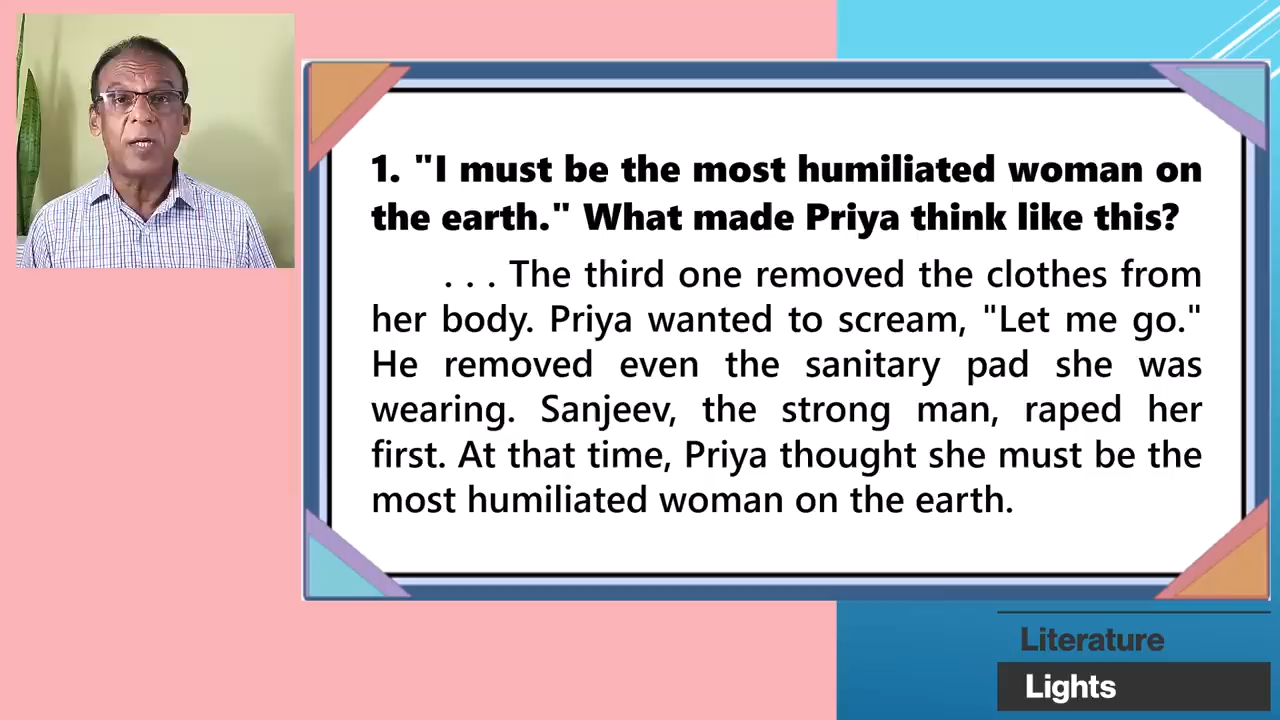 1. "I must be the most humiliated woman on
the earth." What made Priya think like this?
. . . The third one removed the clothes from
her body. Priya wanted to scream, "Let me go."
He removed even the sanitary pad she was
wearing. Sanjeev, the strong man, raped her
first. At that time, Priya thought she must be the
most humiliated woman on the earth.
Literature
Lights